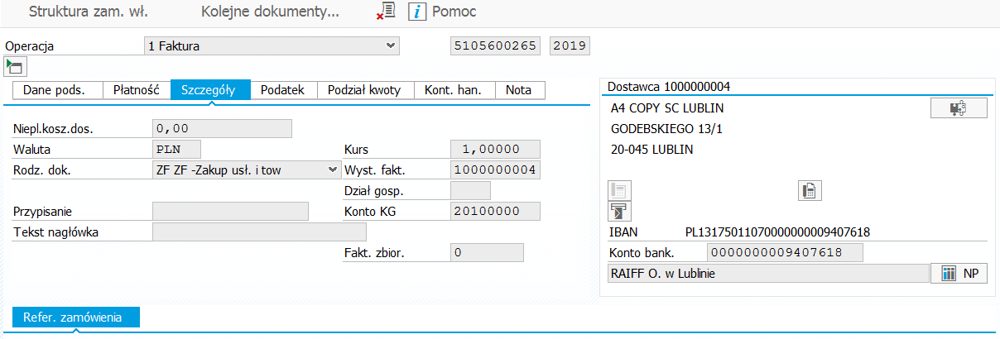 Struktura zam. wł. Kolejne dokumenty... Pomoc
Operacja 1 Faktura 5105600265 2019
Dane pods. Płatność Szczegóły Podatek Podział kwoty Kont. han. Nota
Niepl.kosz.dos. 0,00
Waluta PLN Kurs 1,00000
Rodz. dok. ZF ZF -Zakup usł. i tow Wyst. fakt. 1000000004
Dział gosp.
Przypisanie Konto KG 20100000
Tekst nagłówka
Fakt. zbior. 0
Dostawca 1000000004
A4 COPY SC LUBLIN
GODEBSKIEGO 13/1
20-045 LUBLIN
IBAN PL13175011070000000009407618
Konto bank. 0000000009407618
RAIFF O. w Lublinie NP
Refer. zamówienia